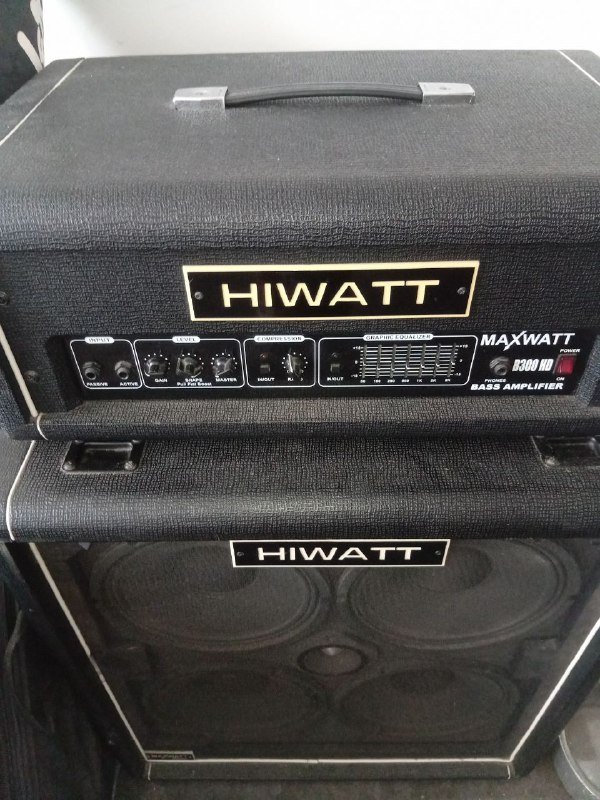 HIWATT
INPUT LEVEL COMPRESSION GRAPHIC EQUALIZER MAXWATT
POWER
B300 HD
PASSIVE ACTIVE GAIN SHAPE MASTER IN/OUT IN/OUT PHONES ON
Pull Flat Boost
BASS AMPLIFIER
HIWATT